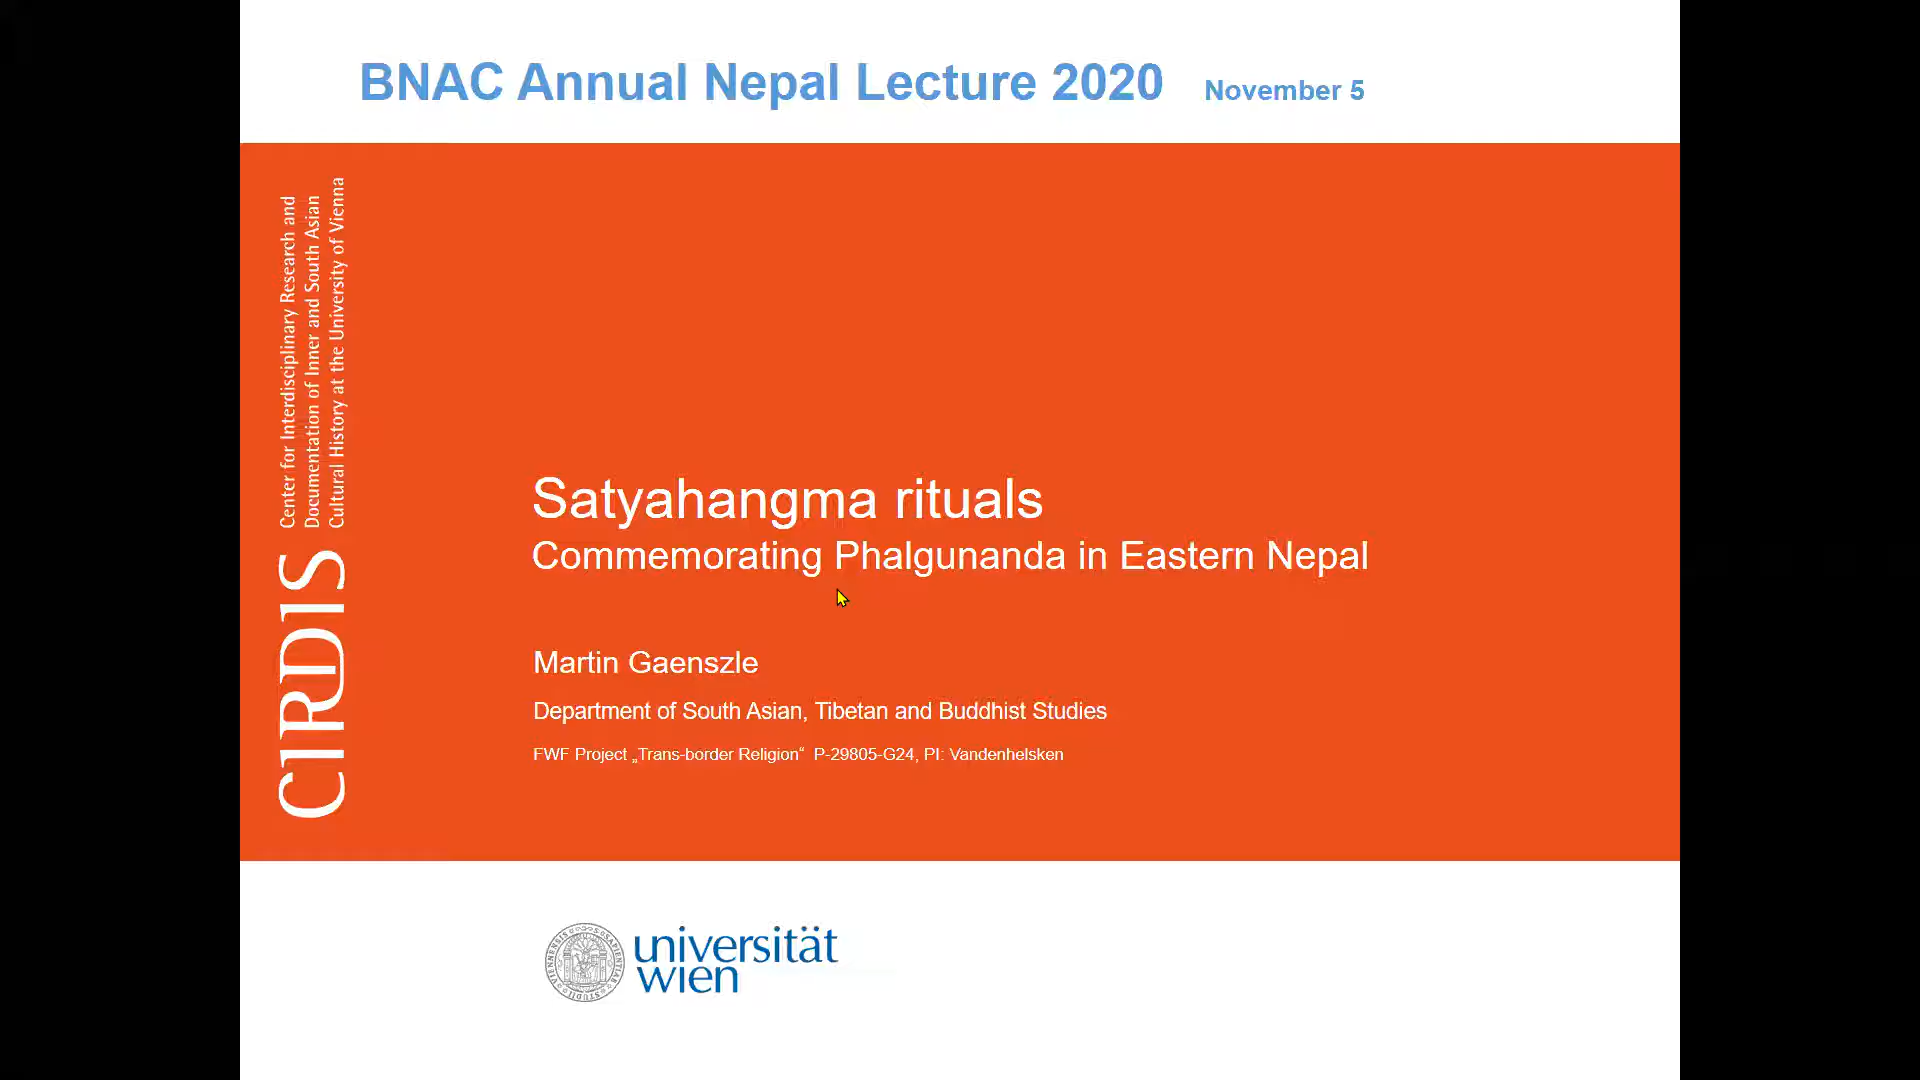 BNAC Annual Nepal Lecture 2020 November 5
Center for Interdisciplinary Research and
Documentation of Inner and South Asian
Cultural History at the University of Vienna
CIRDIS
Satyahangma rituals
Commemorating Phalgunanda in Eastern Nepal
Martin Gaenszle
Department of South Asian, Tibetan and Buddhist Studies
FWF Project „Trans-border Religion“ P-29805-G24, PI: Vandenhelsken
universität
wien